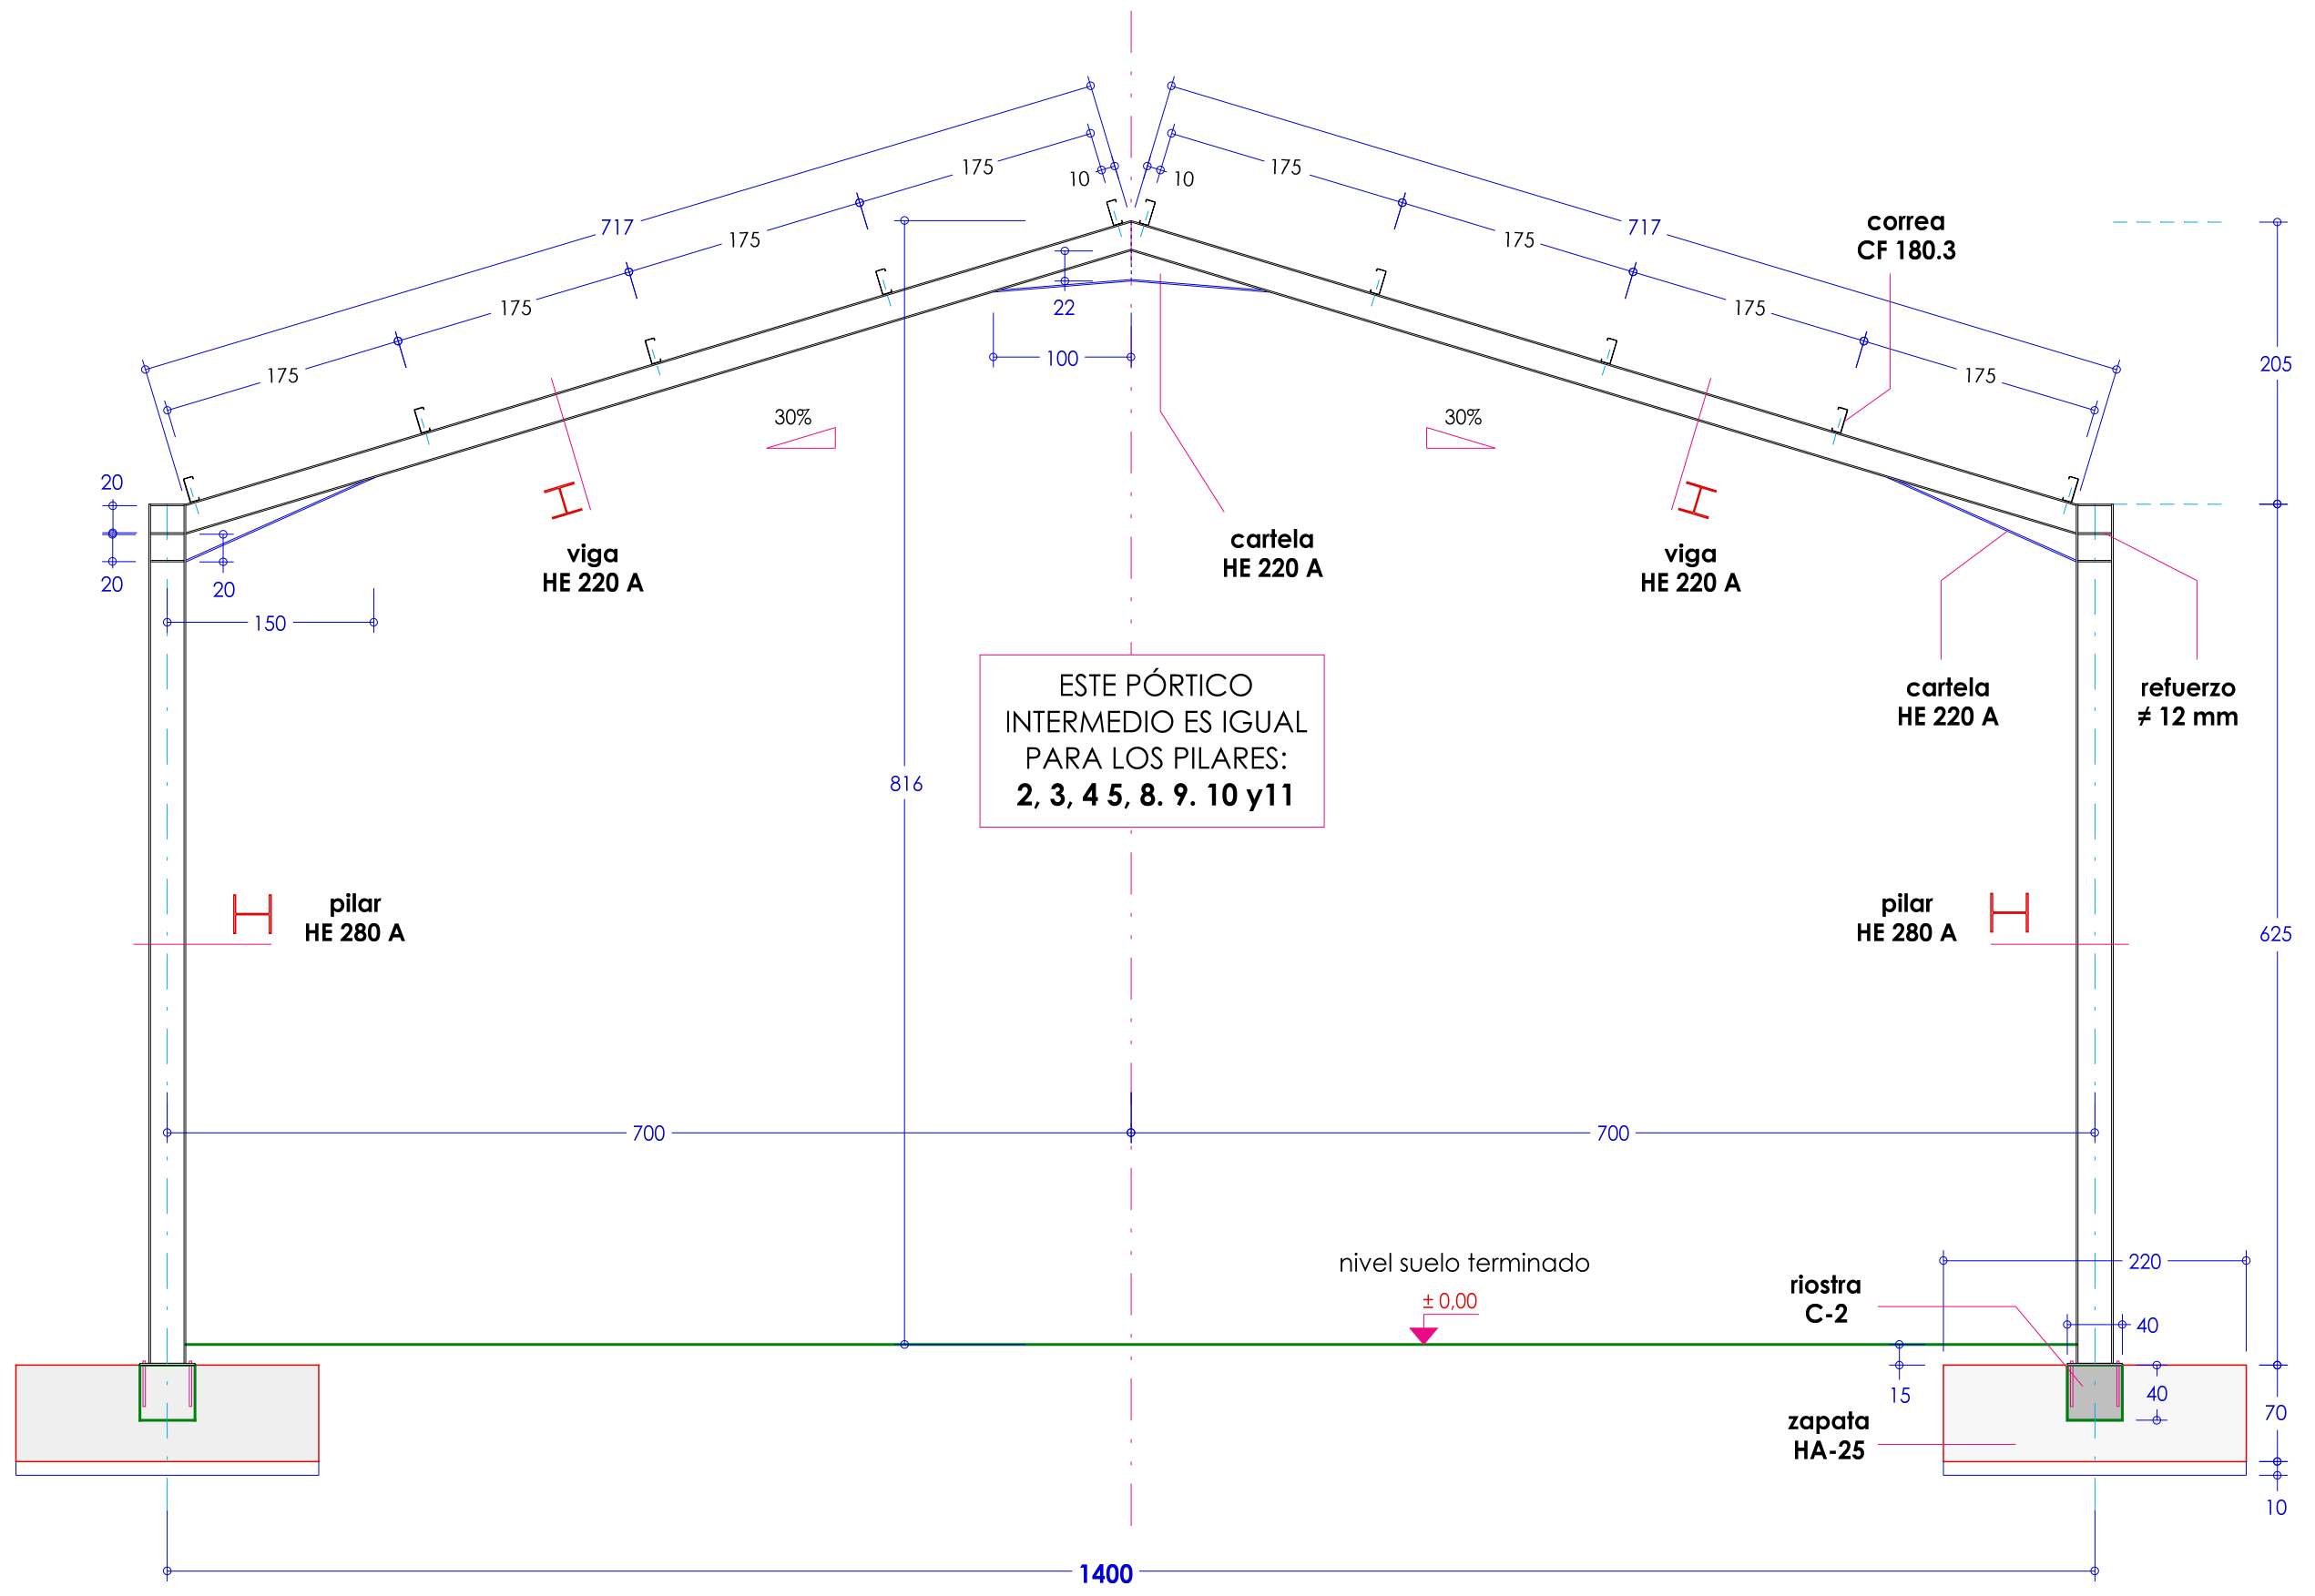 175
10
10
175
717
175
175
717
175
correa
CF 180.3
175
175
22
100
205
175
175
30%
30%
20
20
20
150
viga
HE 220 A
cartela
HE 220 A
viga
HE 220 A
cartela
HE 220 A
refuerzo
≠ 12 mm
ESTE PÓRTICO
INTERMEDIO ES IGUAL
PARA LOS PILARES:
2, 3, 4 5, 8. 9. 10 y11
816
pilar
HE 280 A
pilar
HE 280 A
625
700
700
nivel suelo terminado
± 0,00
220
riostra
C-2
40
15
40
70
zapata
HA-25
10
1400